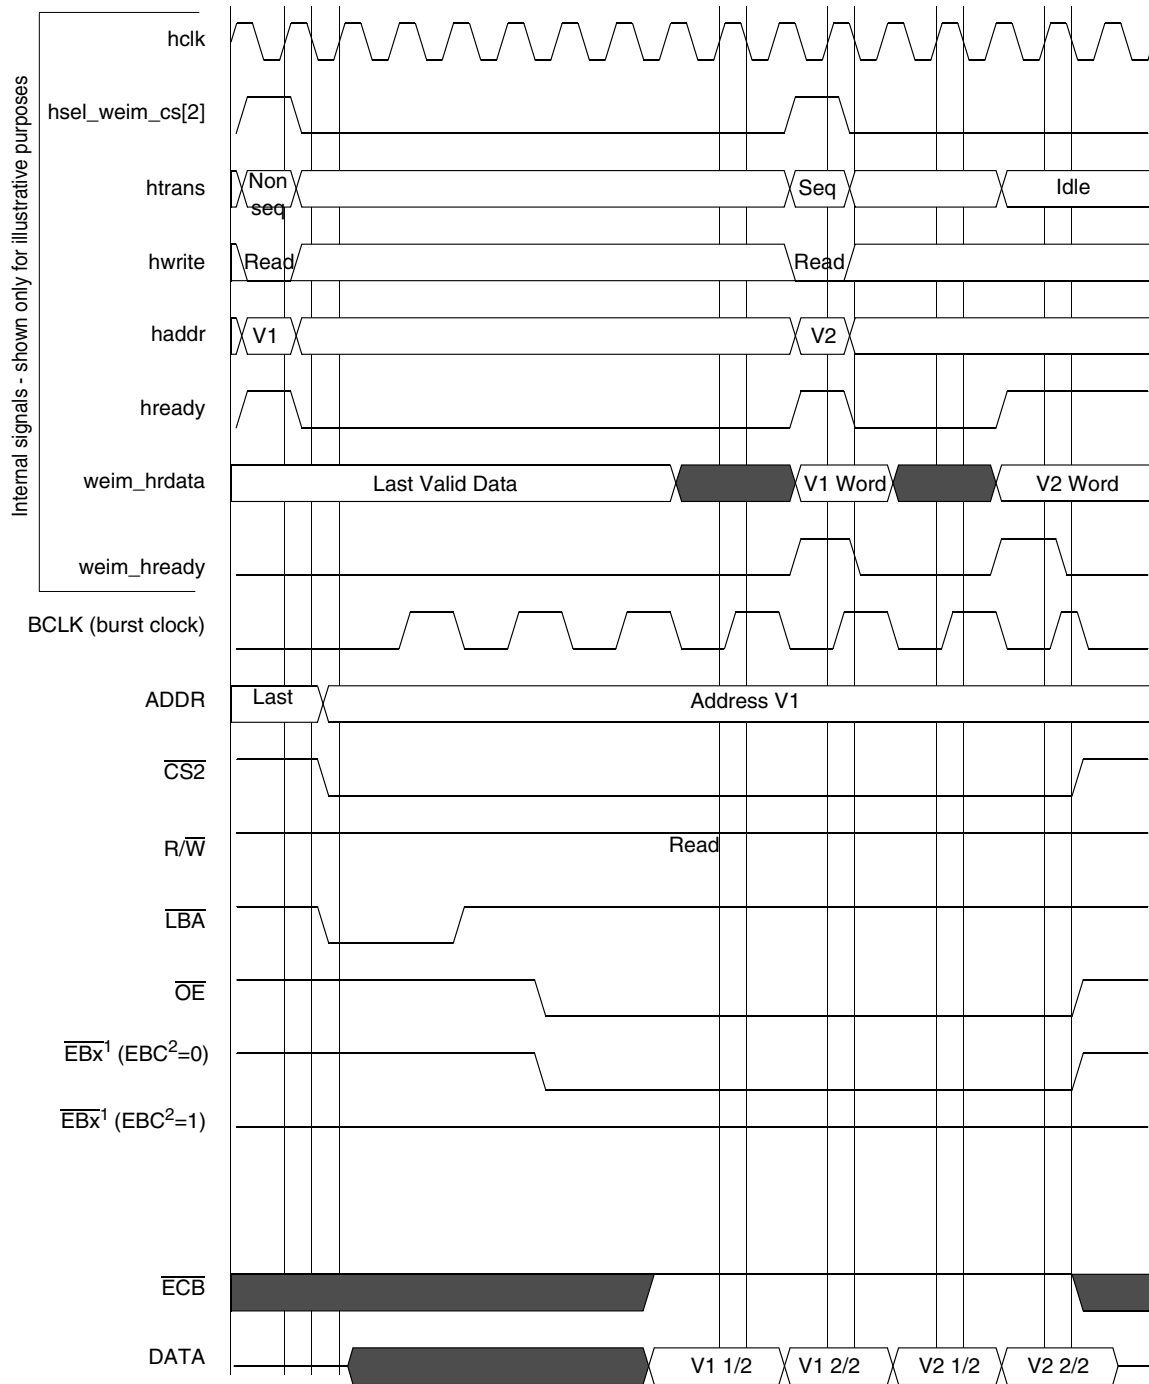 Internal signals - shown only for illustrative purposes
hclk
hsel_weim_cs[2]
htrans Non seq Seq Idle
hwrite Read Read
haddr V1 V2
hready
weim_hrdata Last Valid Data V1 Word V2 Word
weim_hready
BCLK (burst clock)
ADDR Last Address V1
CS2
R/W Read
LBA
OE
EBx1 (EBC2=0)
EBx1 (EBC2=1)
ECB
DATA V1 1/2 V1 2/2 V2 1/2 V2 2/2